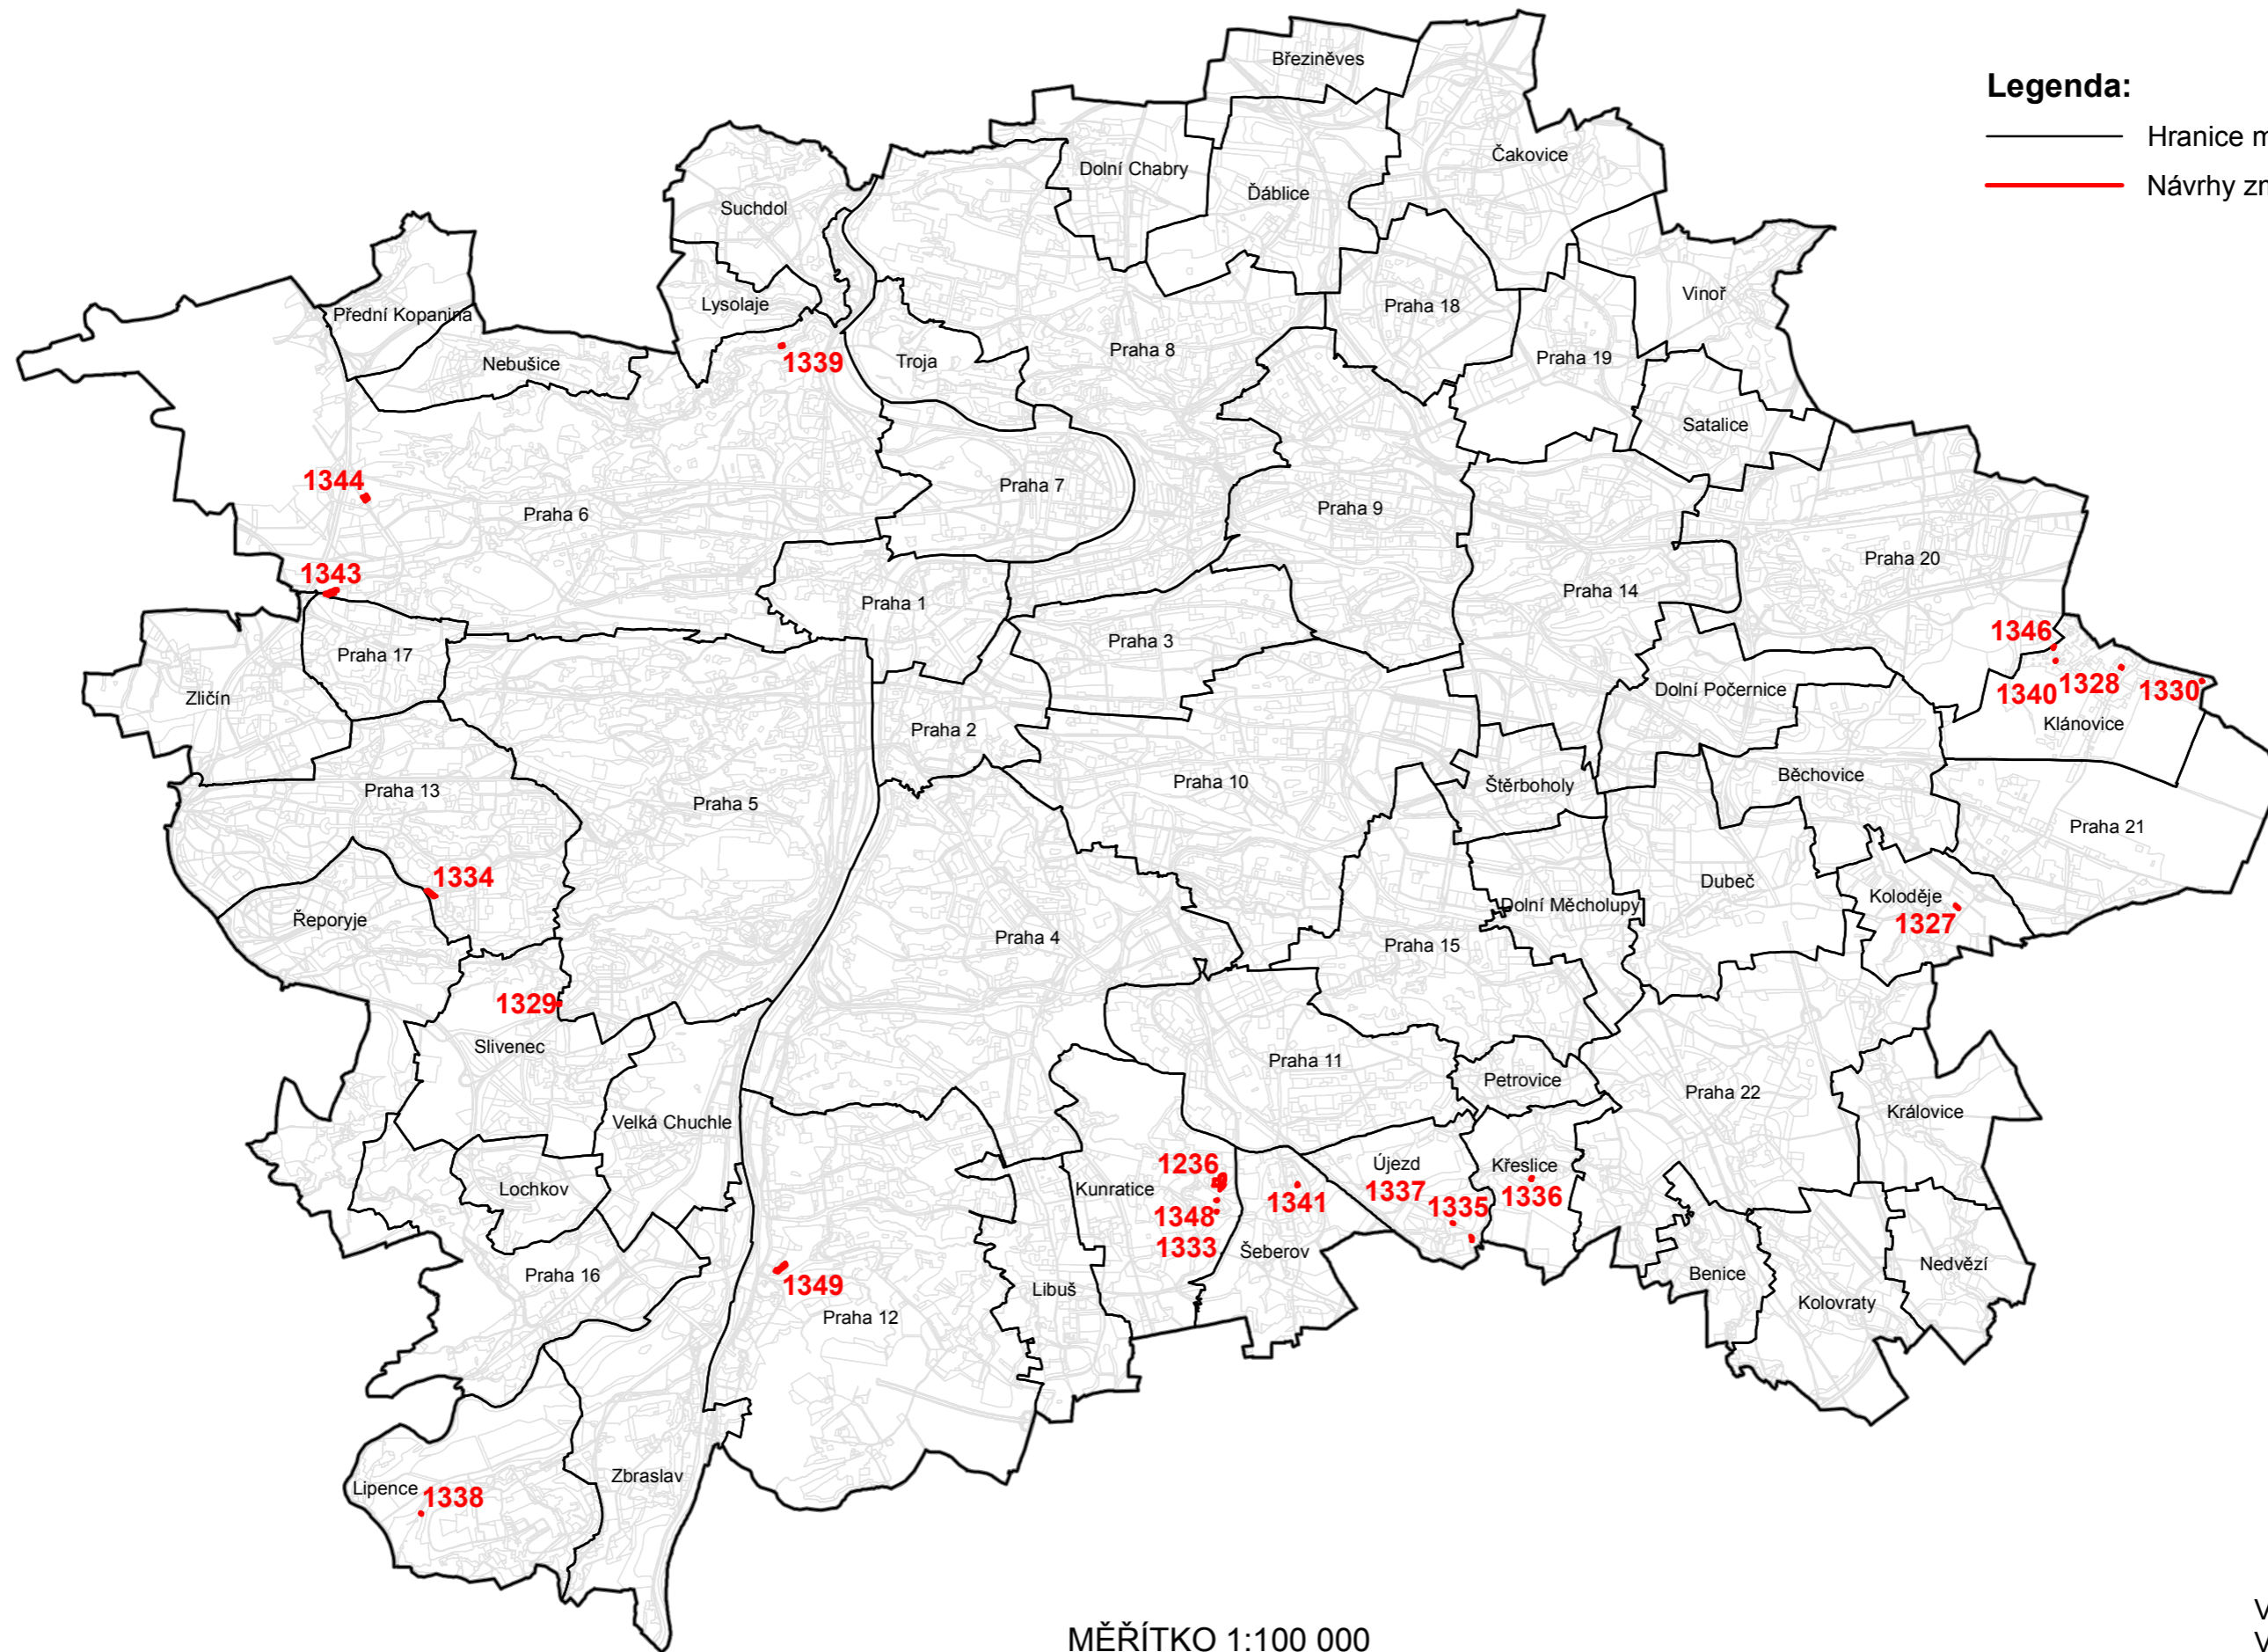 Březiněves
Legenda:
Hranice m
Návrhy zm
Čakovice
Dolní Chabry
Ďáblice
Suchdol
Vinoř
Lysolaje
Praha 18
Přední Kopanina
Praha 8
Praha 19
1339
Troja
Nebušice
Satalice
1344
Praha 7
Praha 9
Praha 6
Praha 20
1343
Praha 14
Praha 1
1346
Praha 3
Praha 17
1328
1330
1340
Dolní Počernice
Zličín
Klánovice
Praha 2
Běchovice
Praha 10
Štěrboholy
Praha 13
Praha 5
Praha 21
1334
Dubeč
Koloděje
Dolní Měcholupy
1327
Řeporyje
Praha 4
Praha 15
1329
Slivenec
Praha 11
Petrovice
Praha 22
Královice
Velká Chuchle
1236
Újezd
Křeslice
Lochkov
Kunratice
1337
1336
1341
1335
1348
1333
Šeberov
Praha 16
Nedvězí
Benice
1349
Libuš
Kolovraty
Praha 12
Zbraslav
Lipence
1338
MĚŘÍTKO 1:100 000